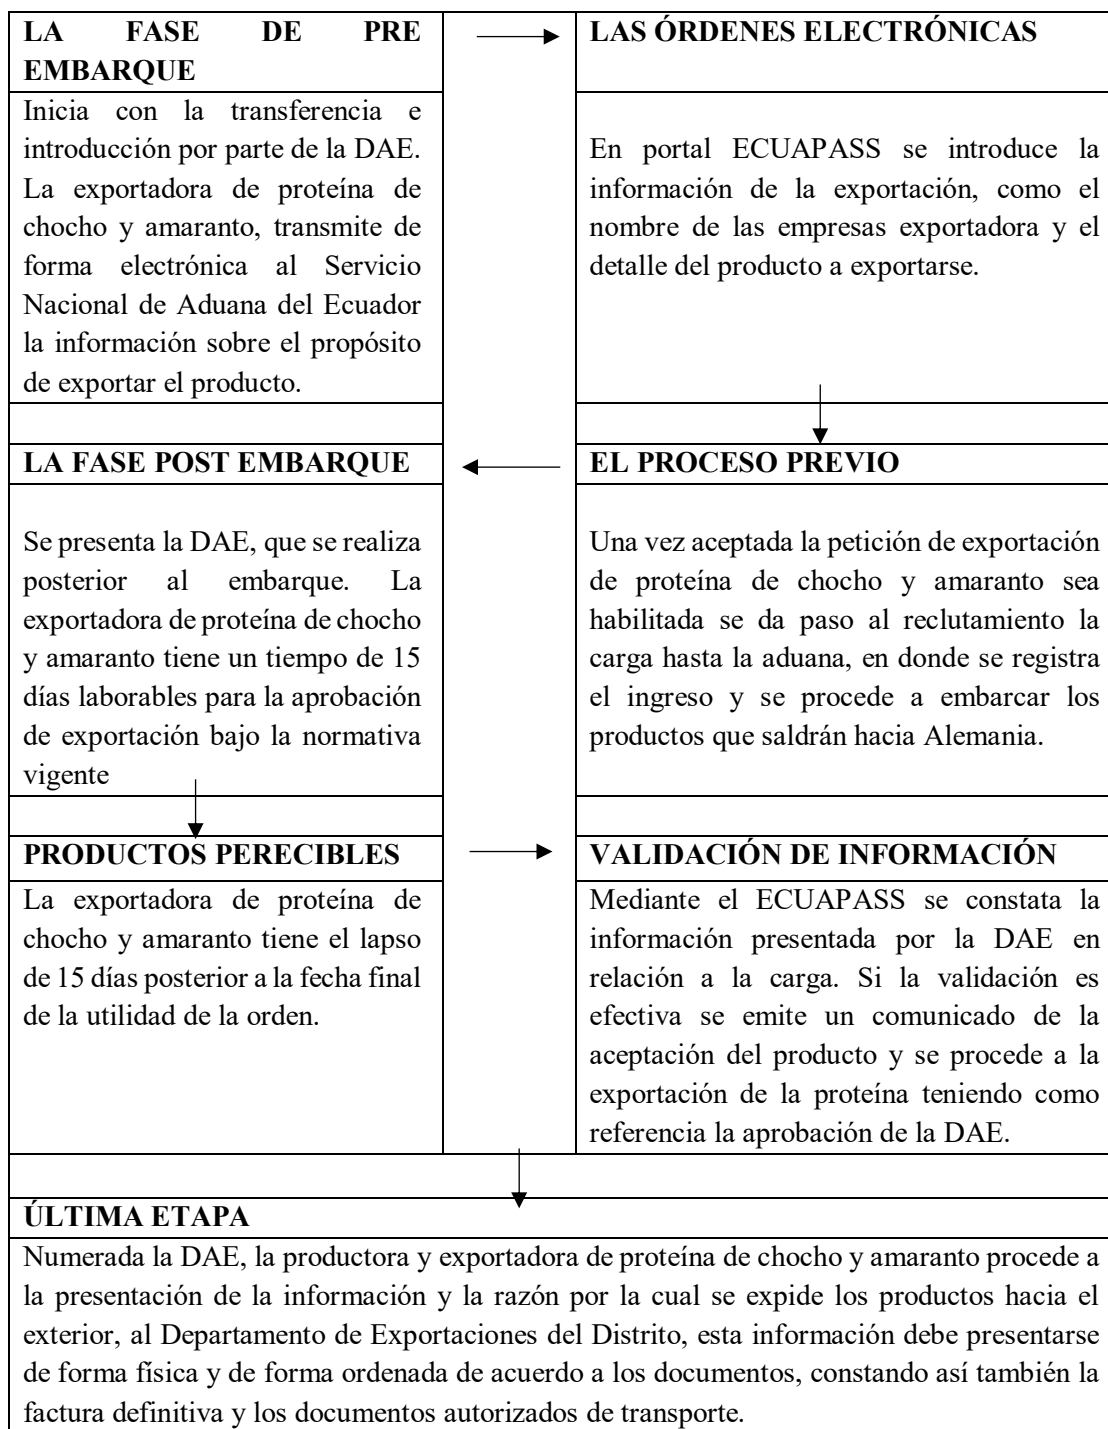 LA FASE DE PRE
EMBARQUE
Inicia con la transferencia e
introducción por parte de la DAE.
La exportadora de proteína de
chocho y amaranto, transmite de
forma electrónica al Servicio
Nacional de Aduana del Ecuador
la información sobre el propósito
de exportar el producto.
LAS ÓRDENES ELECTRÓNICAS
En portal ECUAPASS se introduce la
información de la exportación, como el
nombre de las empresas exportadora y el
detalle del producto a exportarse.
EL PROCESO PREVIO
Una vez aceptada la petición de exportación
de proteína de chocho y amaranto sea
habilitada se da paso al reclutamiento la
carga hasta la aduana, en donde se registra
el ingreso y se procede a embarcar los
productos que saldrán hacia Alemania.
LA FASE POST EMBARQUE
Se presenta la DAE, que se realiza
posterior al embarque. La
exportadora de proteína de chocho
y amaranto tiene un tiempo de 15
días laborables para la aprobación
de exportación bajo la normativa
vigente
PRODUCTOS PERECIBLES
La exportadora de proteína de
chocho y amaranto tiene el lapso
de 15 días posterior a la fecha final
de la utilidad de la orden.
VALIDACIÓN DE INFORMACIÓN
Mediante el ECUAPASS se constata la
información presentada por la DAE en
relación a la carga. Si la validación es
efectiva se emite un comunicado de la
aceptación del producto y se procede a la
exportación de la proteína teniendo como
referencia la aprobación de la DAE.
ÚLTIMA ETAPA
Numerada la DAE, la productora y exportadora de proteína de chocho y amaranto procede a
la presentación de la información y la razón por la cual se expide los productos hacia el
exterior, al Departamento de Exportaciones del Distrito, esta información debe presentarse
de forma física y de forma ordenada de acuerdo a los documentos, constando así también la
factura definitiva y los documentos autorizados de transporte.